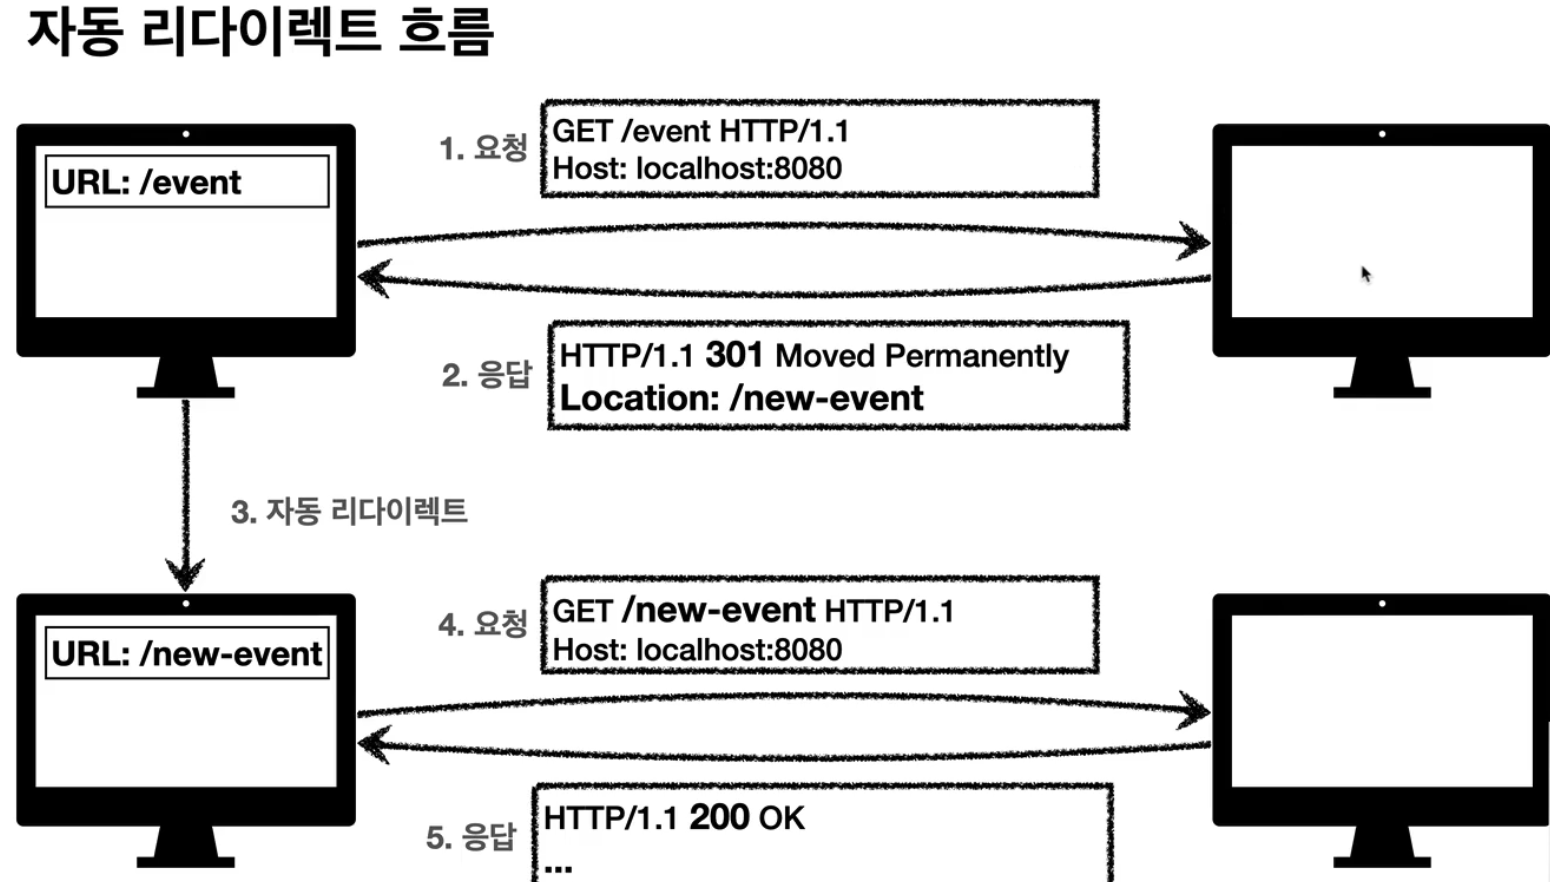 자동 리다이렉트 흐름
URL: /event
1. 요청
GET /event HTTP/1.1
Host: localhost:8080
2. 응답
HTTP/1.1 301 Moved Permanently
Location: /new-event
3. 자동 리다이렉트
URL: /new-event
4. 요청
GET /new-event HTTP/1.1
Host: localhost:8080
5. 응답
HTTP/1.1 200 OK
...